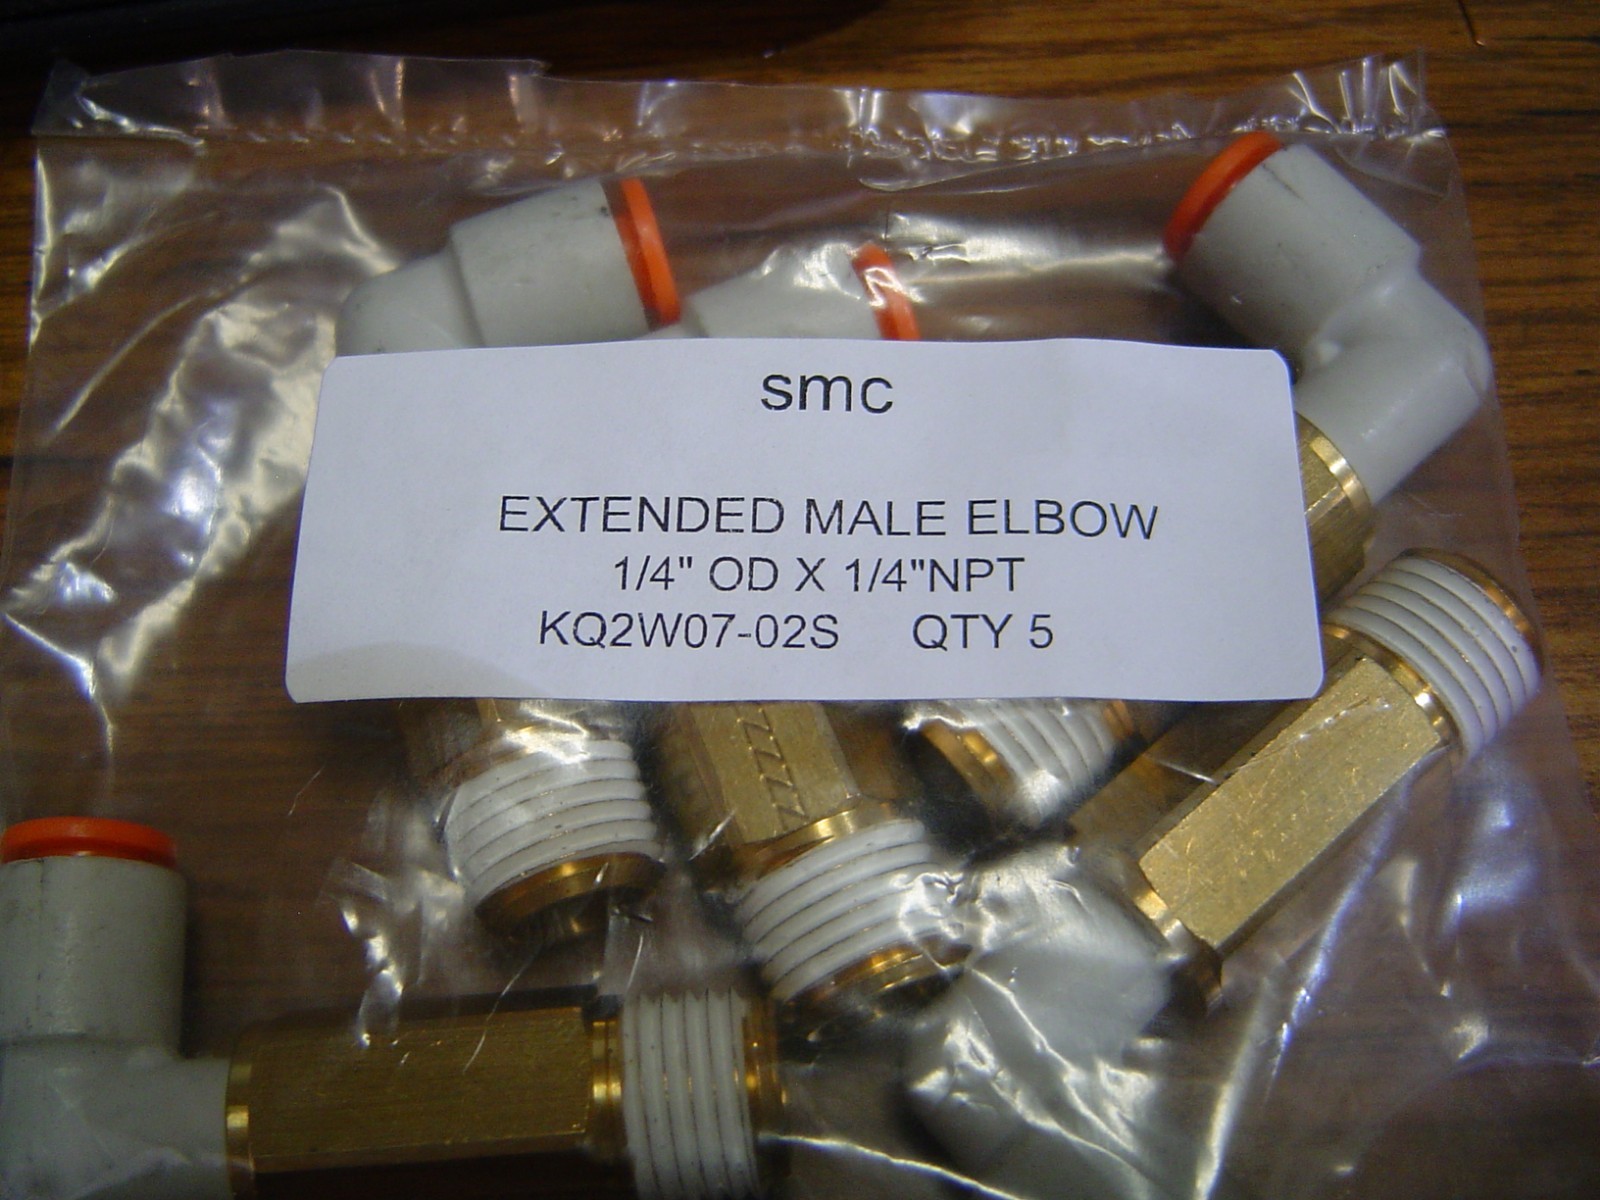 smc
EXTENDED MALE ELBOW
1/4" OD X 1/4"NPT
KQ2W07-02S QTY 5